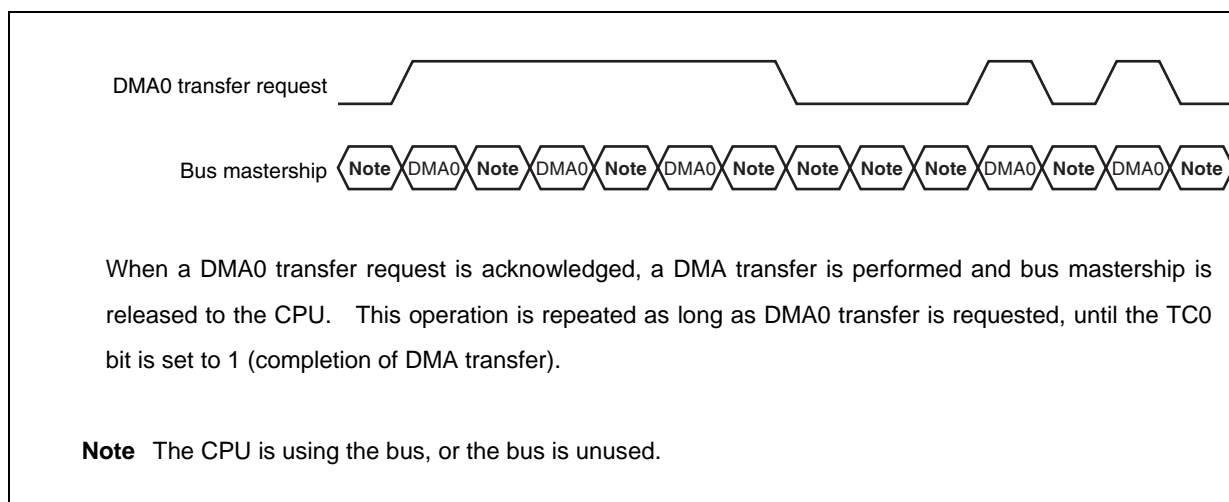 DMA0 transfer request
Bus mastership Note DMA0 Note DMA0 Note DMA0 Note Note Note Note DMA0 Note DMA0 Note
When a DMA0 transfer request is acknowledged, a DMA transfer is performed and bus mastership is
released to the CPU. This operation is repeated as long as DMA0 transfer is requested, until the TC0
bit is set to 1 (completion of DMA transfer).
Note The CPU is using the bus, or the bus is unused.